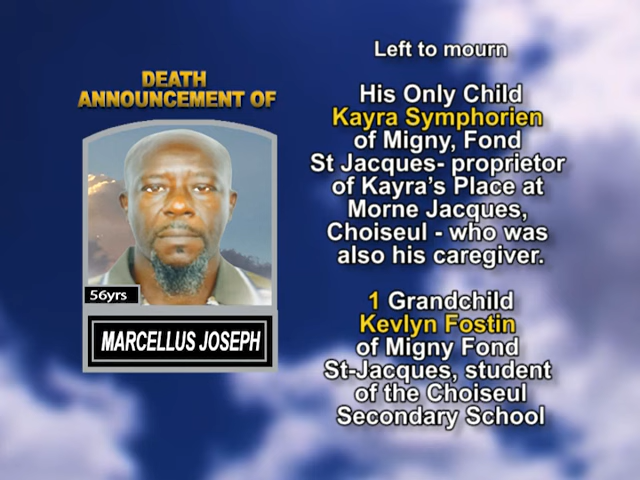 DEATH
ANNOUNCEMENT OF
56yrs
MARCELLUS JOSEPH
Left to mourn
His Only Child
Kayra Symphorien
of Migny, Fond
St Jacques- proprietor
of Kayra's Place at
Morne Jacques,
Choiseul - who was
also his caregiver.
1 Grandchild
Kevlyn Fostin
of Migny Fond
St-Jacques, student
of the Choiseul
Secondary School